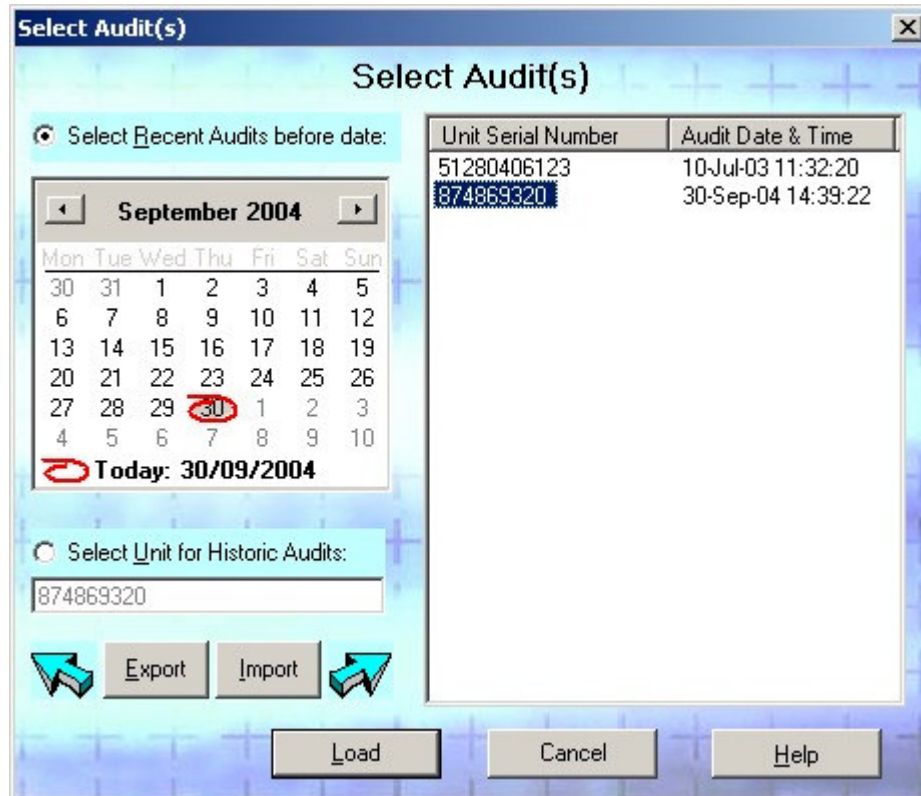 Select Audit(s)
Select Audit(s)
Select Recent Audits before date:
September 2004
Mon Tue Wed Thu Fri Sat Sun
30 31 1 2 3 4 5
6 7 8 9 10 11 12
13 14 15 16 17 18 19
20 21 22 23 24 25 26
27 28 29 30 1 2 3
4 5 6 7 8 9 10
Today: 30/09/2004
Select Unit for Historic Audits:
874869320
Export Import
Unit Serial Number Audit Date & Time
51280406123 10-Jul-03 11:32:20
874869320 30-Sep-04 14:39:22
Load Cancel Help